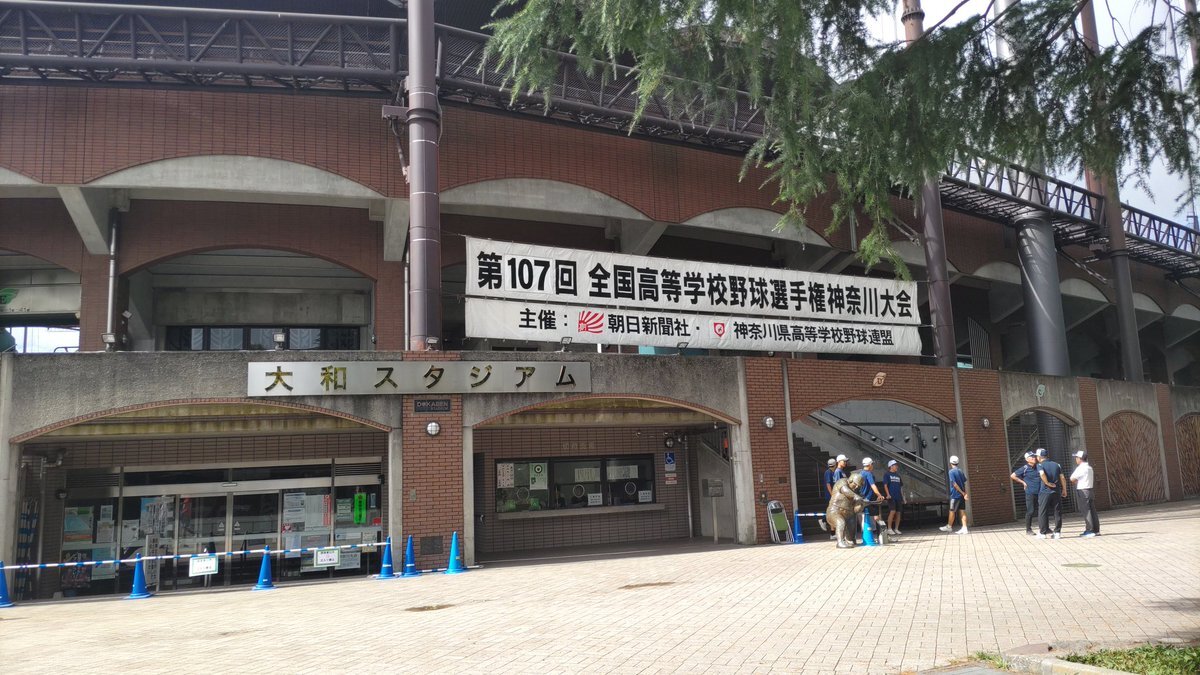 第107回 全国高等学校野球選手権神奈川大会
主催: 朝日新聞社・ 神奈川県高等学校野球連盟
大和スタジアム
DOKABEN